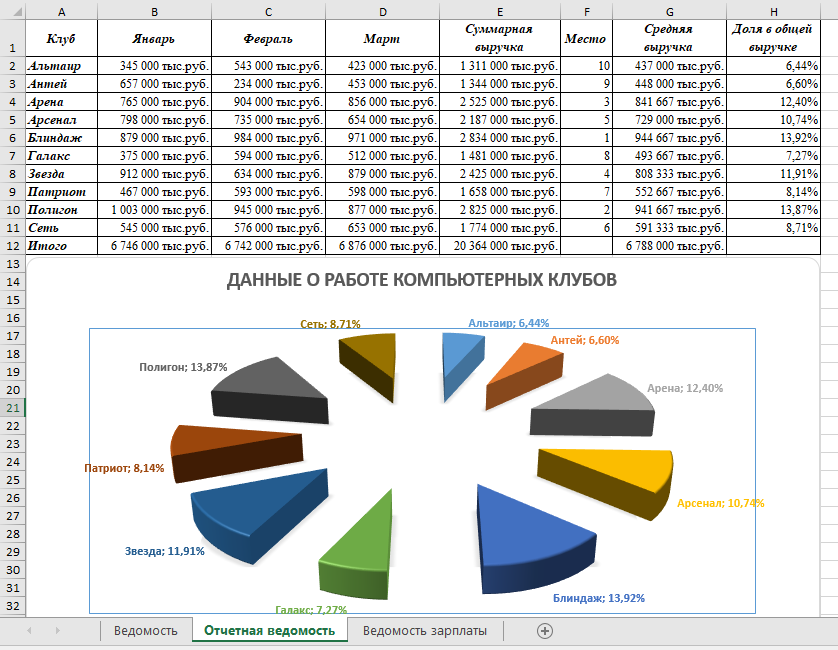 A B C D E F G H
1 Клуб Январь Февраль Март Суммарная выручка Место Средняя выручка Доля в общей выручке
2 Альтаир 345 000 тыс.руб. 543 000 тыс.руб. 423 000 тыс.руб. 1 311 000 тыс.руб. 10 437 000 тыс.руб. 6,44%
3 Антей 657 000 тыс.руб. 234 000 тыс.руб. 453 000 тыс.руб. 1 344 000 тыс.руб. 9 448 000 тыс.руб. 6,60%
4 Арена 765 000 тыс.руб. 904 000 тыс.руб. 856 000 тыс.руб. 2 525 000 тыс.руб. 3 841 667 тыс.руб. 12,40%
5 Арсенал 798 000 тыс.руб. 735 000 тыс.руб. 654 000 тыс.руб. 2 187 000 тыс.руб. 5 729 000 тыс.руб. 10,74%
6 Блиндаж 879 000 тыс.руб. 984 000 тыс.руб. 971 000 тыс.руб. 2 834 000 тыс.руб. 1 944 667 тыс.руб. 13,92%
7 Галакс 375 000 тыс.руб. 594 000 тыс.руб. 512 000 тыс.руб. 1 481 000 тыс.руб. 8 493 667 тыс.руб. 7,27%
8 Звезда 912 000 тыс.руб. 634 000 тыс.руб. 879 000 тыс.руб. 2 425 000 тыс.руб. 4 808 333 тыс.руб. 11,91%
9 Патриот 467 000 тыс.руб. 593 000 тыс.руб. 598 000 тыс.руб. 1 658 000 тыс.руб. 7 552 667 тыс.руб. 8,14%
10 Полигон 1 003 000 тыс.руб. 945 000 тыс.руб. 877 000 тыс.руб. 2 825 000 тыс.руб. 2 941 667 тыс.руб. 13,87%
11 Сеть 545 000 тыс.руб. 576 000 тыс.руб. 653 000 тыс.руб. 1 774 000 тыс.руб. 6 591 333 тыс.руб. 8,71%
12 Итого 6 746 000 тыс.руб. 6 742 000 тыс.руб. 6 876 000 тыс.руб. 20 364 000 тыс.руб. 6 788 000 тыс.руб.
13
14 ДАННЫЕ О РАБОТЕ КОМПЬЮТЕРНЫХ КЛУБОВ
15
16 Сеть; 8,71% Альтаир; 6,44%
17 Антей; 6,60%
18
19 Полигон; 13,87%
20 Арена; 12,40%
21
22
23
24 Патриот; 8,14%
25
26 Арсенал; 10,74%
27
28
29 Звезда; 11,91%
30
31 Блиндаж; 13,92%
32 Галакс; 7,27%
Ведомость Отчетная ведомость Ведомость зарплаты